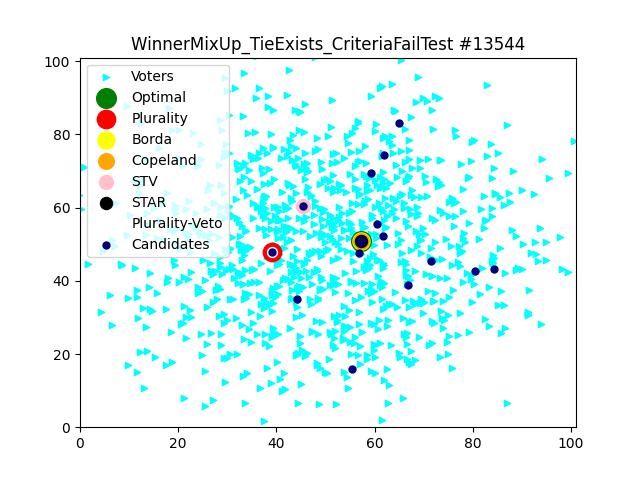 WinnerMixUp_TieExists_CriteriaFailTest #13544
Voters
Optimal
Plurality
Borda
Copeland
STV
STAR
Plurality-Veto
Candidates
100
80
60
40
20
0
0 20 40 60 80 100